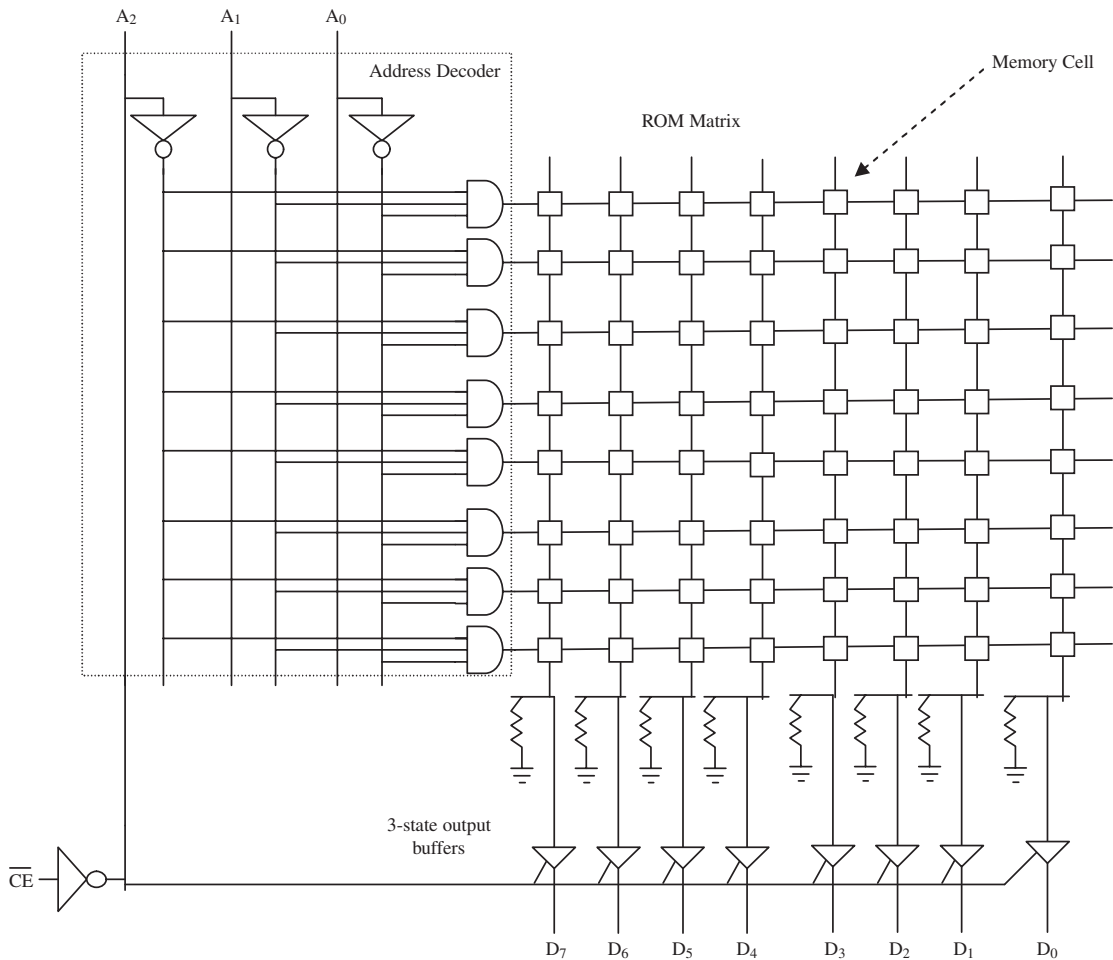 A₂ A₁ A₀
Address Decoder
Memory Cell
ROM Matrix
3-state output
buffers
C̅E̅
D₇ D₆ D₅ D₄ D₃ D₂ D₁ D₀